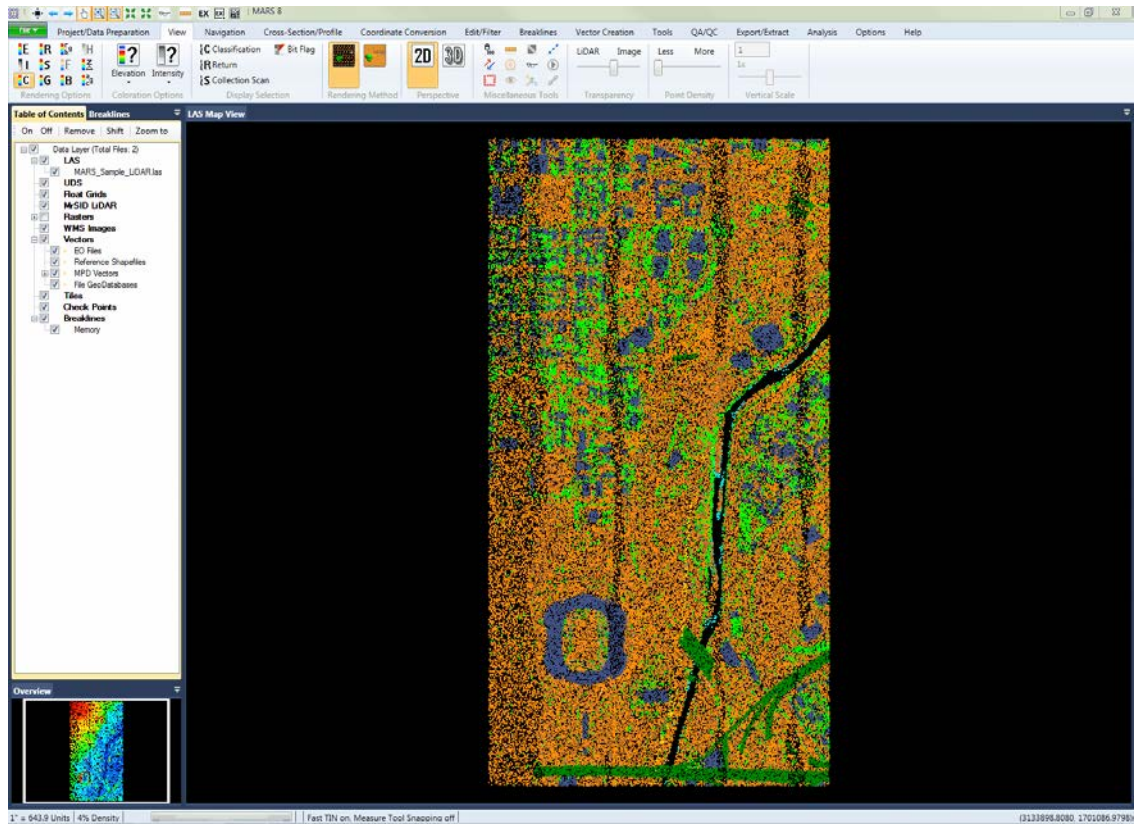 EX
MARS 8
File
Project/Data Preparation
View
Navigation
Cross-Section/Profile
Coordinate Conversion
Edit/Filter
Breaklines
Vector Creation
Tools
QA/QC
Export/Extract
Analysis
Options
Help
Elevation
Intensity
Classification
Return
Collection Scan
Bit Flag
2D
3D
LiDAR
Image
Less
More
1
1x
Rendering Options
Coloration Options
Display Selection
Rendering Method
Perspective
Miscellaneous Tools
Transparency
Point Density
Vertical Scale
Table of Contents
Breaklines
LAS Map View
On
Off
Remove
Shift
Zoom to
Data Layer (Total Files: 2)
LAS
MARS_Sample_LiDAR.las
UDS
Float Grids
MrSID LiDAR
Rasters
WMS Images
Vectors
EO Files
Reference Shapefiles
MPD Vectors
File GeoDatabases
Tiles
Check Points
Breaklines
Memory
Overview
1" = 643.9 Units
4% Density
Fast TIN on, Measure Tool Snapping off
(3133898.8080, 1701086.9798)